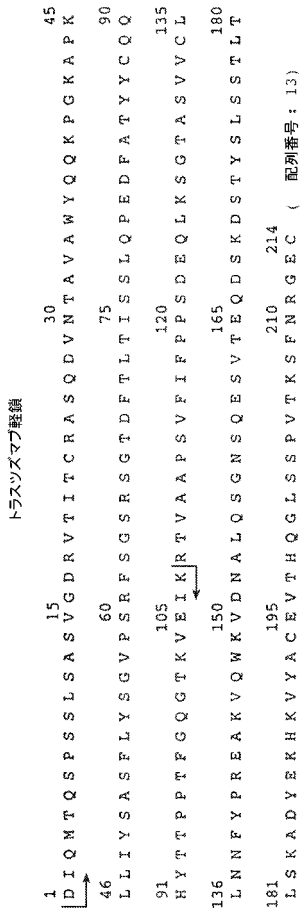 トラスツズマブ軽鎖
1 15 30 45
D I Q M T Q S P S S L S A S V G D R V T I T C R A S Q D V N T A V A W Y Q Q K P G K A P K
46 60 75 90
L L I Y S A S F L Y S G V P S R F S G S R S G T D F T L T I S S L Q P E D F A T Y Y C Q Q
91 105 120 135
H Y T T P P T F G Q G T K V E I K R T V A A P S V F I F P P S D E Q L K S G T A S V V C L
136 150 165 180
L N N F Y P R E A K V Q W K V D N A L Q S G N S Q E S V T E Q D S K D S T Y S L S S T L T
181 195 210 214
L S K A D Y E K H K V Y A C E V T H Q G L S S P V T K S F N R G E C ( 配列番号: 13)